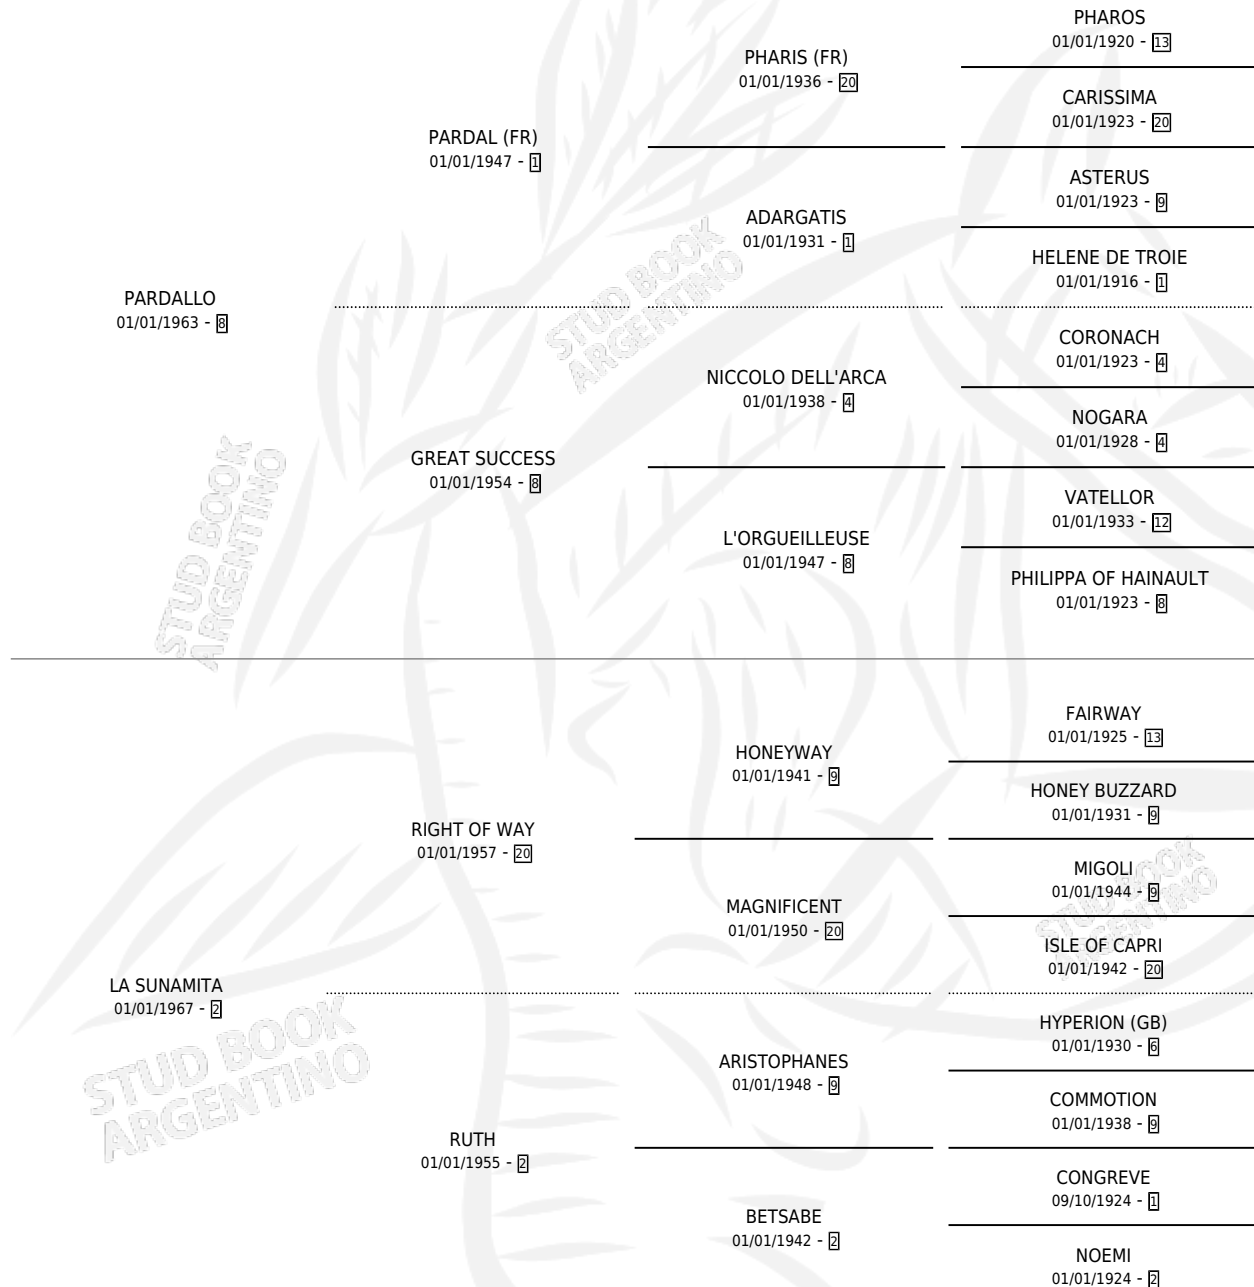 PHAROS
01/01/1920 - 13
PHARIS (FR)
01/01/1936 - 20
CARISSIMA
01/01/1923 - 20
PARDAL (FR)
01/01/1947 - 1
ASTERUS
01/01/1923 - 9
ADARGATIS
01/01/1931 - 1
HELENE DE TROIE
01/01/1916 - 1
PARDALLO
01/01/1963 - 8
CORONACH
01/01/1923 - 4
NICCOLO DELL'ARCA
01/01/1938 - 4
NOGARA
01/01/1928 - 4
GREAT SUCCESS
01/01/1954 - 8
VATELLOR
01/01/1933 - 12
L'ORGUEILLEUSE
01/01/1947 - 8
PHILIPPA OF HAINAULT
01/01/1923 - 8
FAIRWAY
01/01/1925 - 13
HONEYWAY
01/01/1941 - 9
HONEY BUZZARD
01/01/1931 - 9
RIGHT OF WAY
01/01/1957 - 20
MIGOLI
01/01/1944 - 9
MAGNIFICENT
01/01/1950 - 20
ISLE OF CAPRI
01/01/1942 - 20
LA SUNAMITA
01/01/1967 - 2
HYPERION (GB)
01/01/1930 - 6
ARISTOPHANES
01/01/1948 - 9
COMMOTION
01/01/1938 - 9
RUTH
01/01/1955 - 2
CONGREVE
09/10/1924 - 1
BETSABE
01/01/1942 - 2
NOEMI
01/01/1924 - 2
STUD BOOK
ARGENTINO
STUD BOOK
ARGENTINO
STUD BOOK
ARGENTINO
STUD BOOK
ARGENTINO